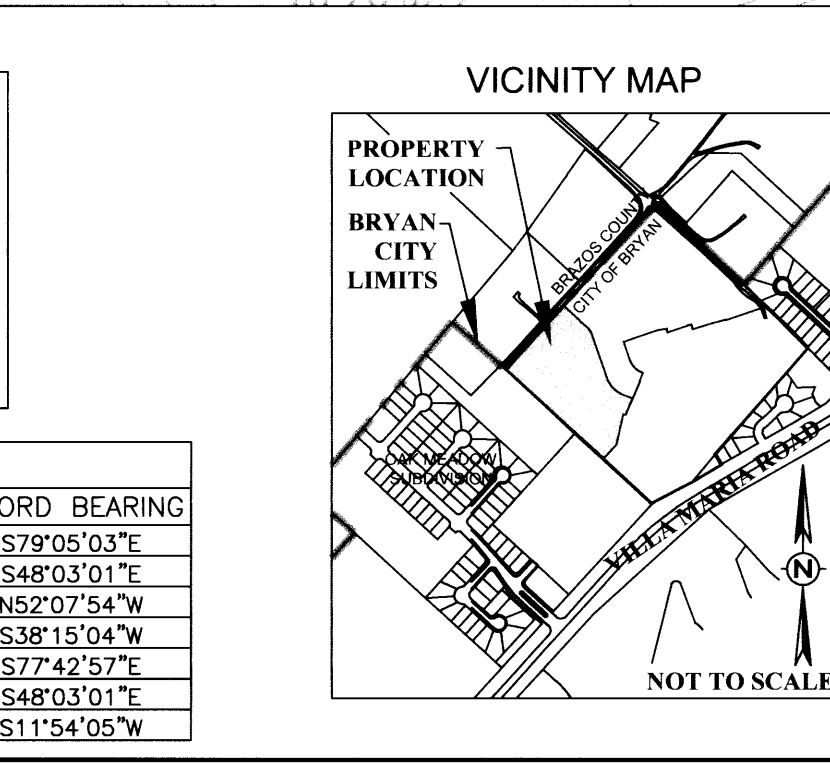 VICINITY MAP
PROPERTY
LOCATION
BRYAN
CITY
LIMITS
BRAZOS COUNT
CITY OF BRYAN
OAK MEADOW
SUBDIVISION
VILLA MARIA ROAD
N
NOT TO SCALE
ORD BEARING
S79°05'03"E
S48°03'01"E
N52°07'54"W
S38°15'04"W
S77°42'57"E
S48°03'01"E
S11°54'05"W